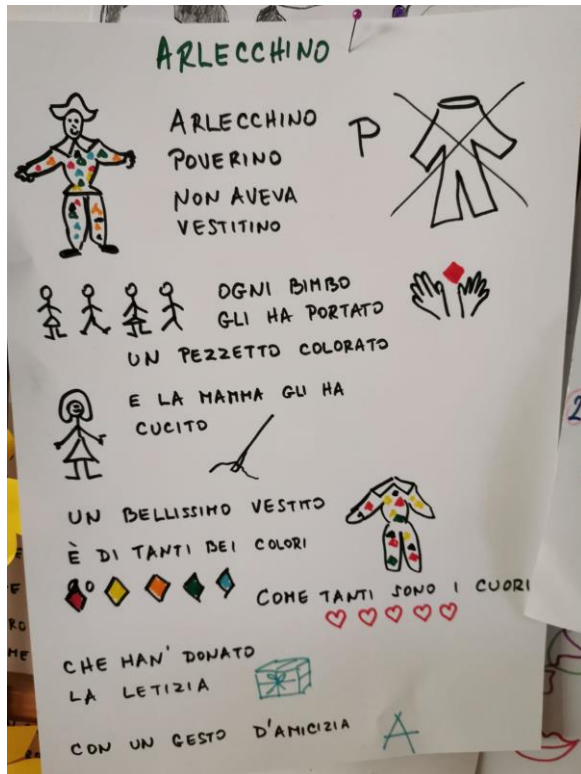 ARLECCHINO
ARLECCHINO
POVERINO
NON AVEVA
VESTITINO
P
OGNI BIMBO
GLI HA PORTATO
UN PEZZETTO COLORATO
E LA MAMMA GLI HA
CUCITO
UN BELLISSIMO VESTITO
È DI TANTI BEI COLORI
COME TANTI SONO I CUORI
CHE HAN' DONATO
LA LETIZIA
CON UN GESTO D'AMICIZIA
A
2